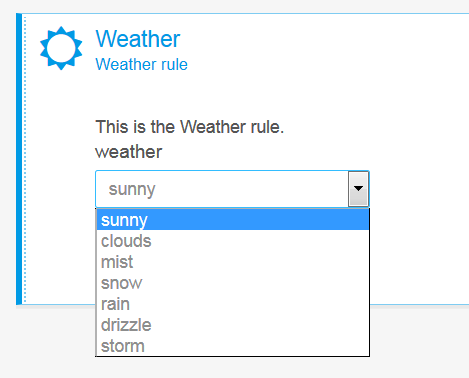 Weather
Weather rule
This is the Weather rule.
weather
sunny
sunny
clouds
mist
snow
rain
drizzle
storm